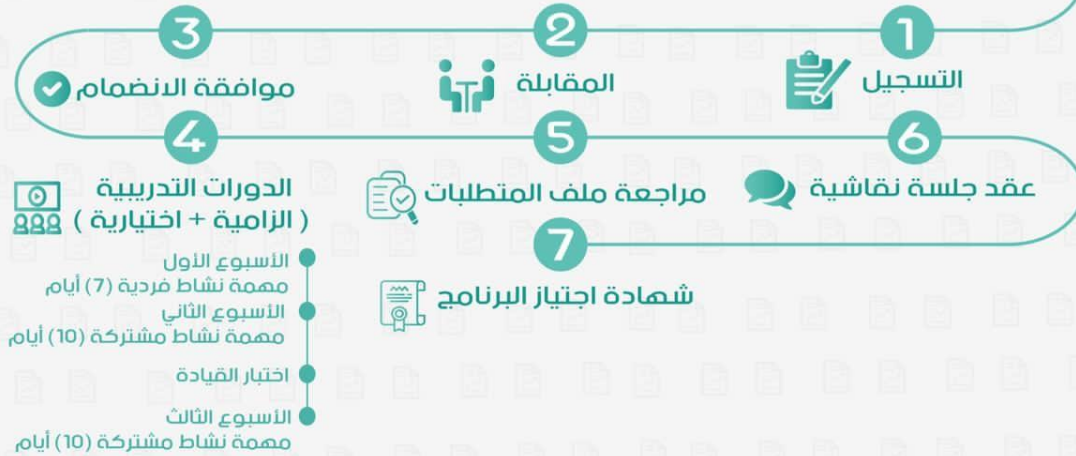 1
التسجيل
2
المقابلة
3
موافقة الانضمام
4
الدورات التدريبية
( الزامية + اختيارية )
الأسبوع الأول
مهمة نشاط فردية (7) أيام
الأسبوع الثاني
مهمة نشاط مشتركة (10) أيام
اختبار القيادة
الأسبوع الثالث
مهمة نشاط مشتركة (10) أيام
5
مراجعة ملف المتطلبات
6
عقد جلسة نقاشية
7
شهادة اجتياز البرنامج